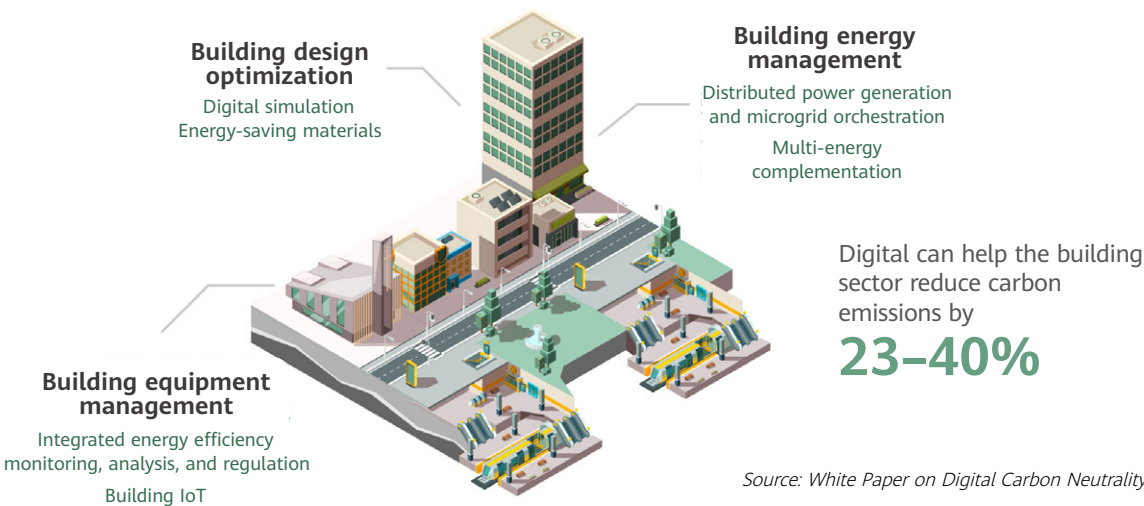 Building design
optimization
Digital simulation
Energy-saving materials
Building energy
management
Distributed power generation
and microgrid orchestration
Multi-energy
complementation
Digital can help the building
sector reduce carbon
emissions by
23–40%
Building equipment
management
Integrated energy efficiency
monitoring, analysis, and regulation
Building IoT
Source: White Paper on Digital Carbon Neutrality